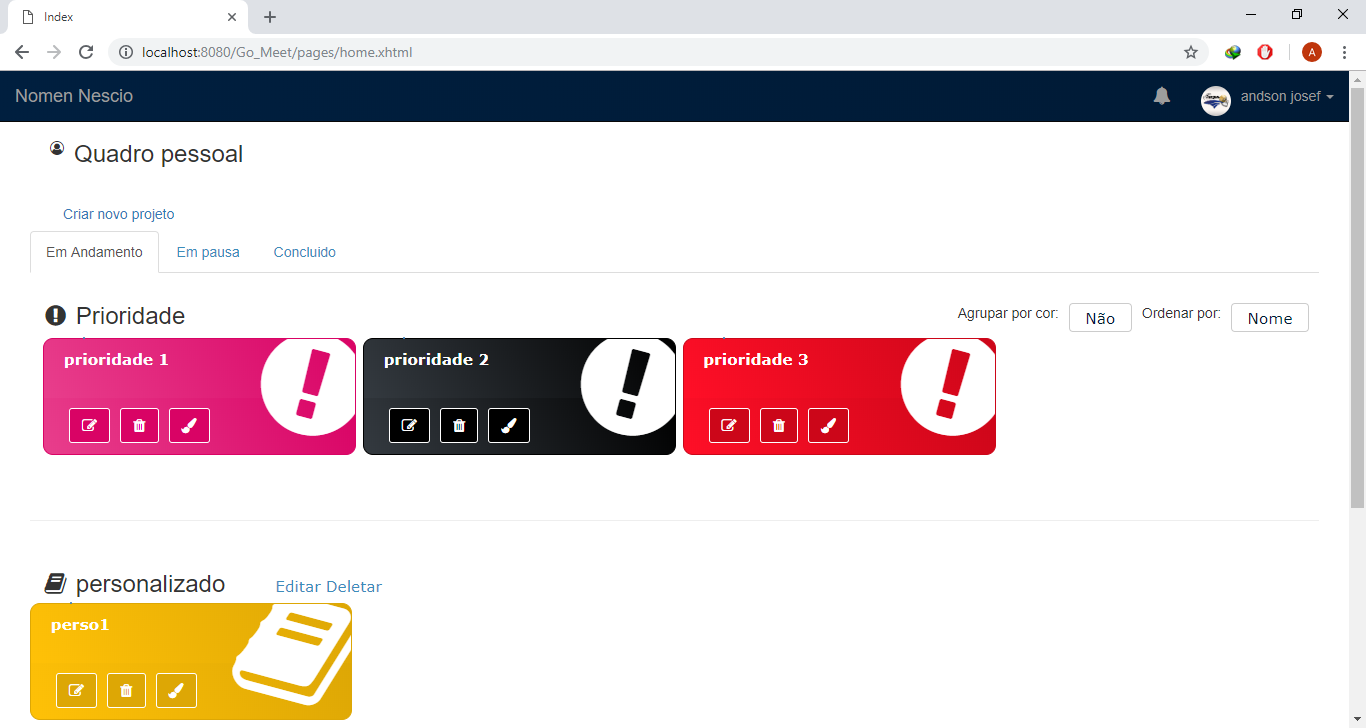 Index
localhost:8080/Go_Meet/pages/home.xhtml
A
Nomen Nescio
andson josef
Quadro pessoal
Criar novo projeto
Em Andamento Em pausa Concluido
Prioridade
Agrupar por cor: Não Ordenar por: Nome
prioridade 1 prioridade 2 prioridade 3
personalizado Editar Deletar
perso1